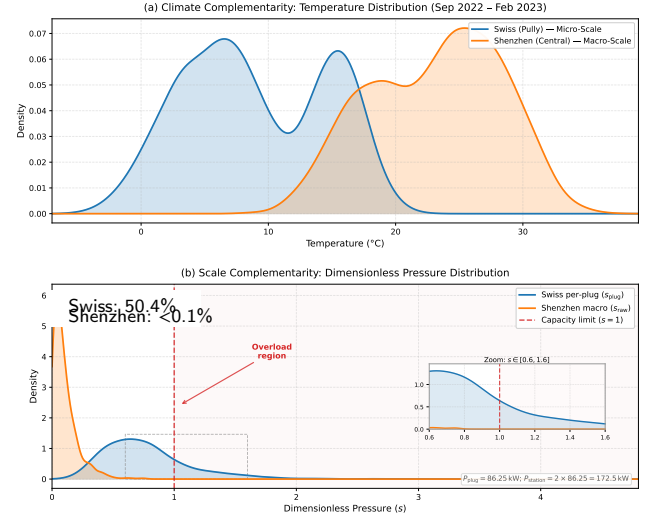 (a) Climate Complementarity: Temperature Distribution (Sep 2022 – Feb 2023)
Swiss (Pully) — Micro-Scale
Shenzhen (Central) — Macro-Scale
Density
0.07
0.06
0.05
0.04
0.03
0.02
0.01
0.00
0
10
20
30
Temperature (°C)
(b) Scale Complementarity: Dimensionless Pressure Distribution
Swiss: 50.4%
Shenzhen: <0.1%
Swiss per-plug (s_plug)
Shenzhen macro (s_raw)
Capacity limit (s = 1)
Overload
region
Zoom: s ∈ [0.6, 1.6]
1.0
0.5
0.0
0.6 0.8 1.0 1.2 1.4 1.6
Density
6
5
4
3
2
1
0
P_plug = 86.25 kW; P_station = 2 × 86.25 = 172.5 kW
0 1 2 3 4
Dimensionless Pressure (s)